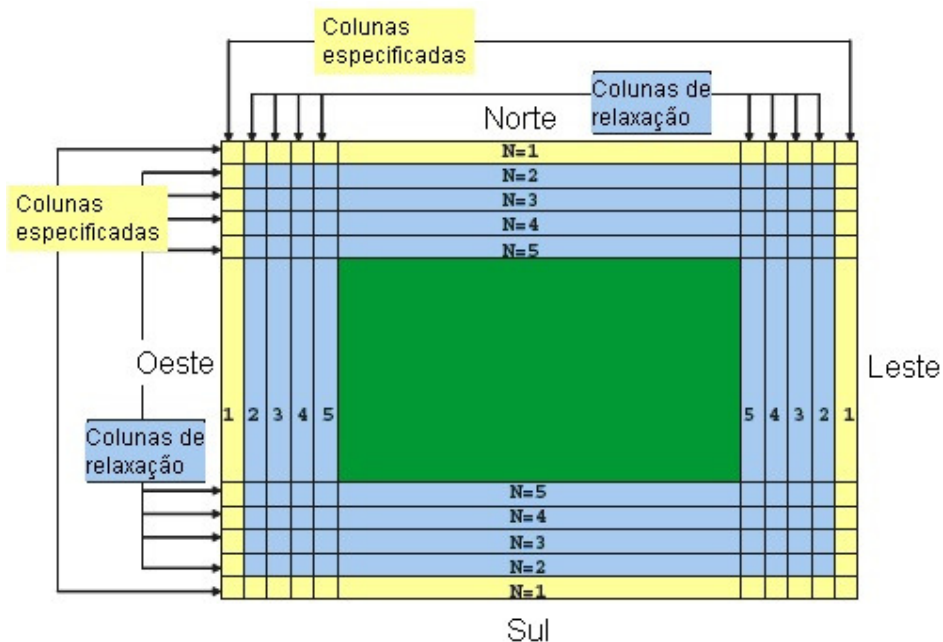 Colunas
especificadas
Colunas de
relaxação
Norte
N=1
N=2
N=3
N=4
N=5
Colunas
especificadas
Oeste
Leste
1 2 3 4 5
5 4 3 2 1
Colunas de
relaxação
N=5
N=4
N=3
N=2
N=1
Sul